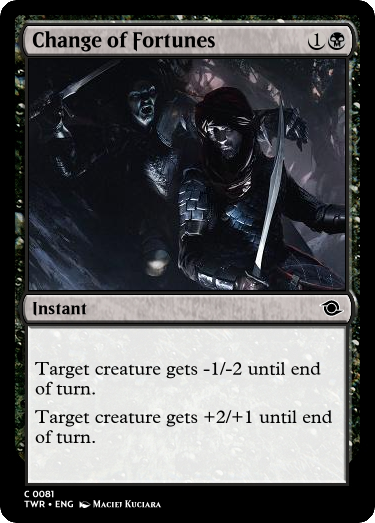 Change of Fortunes 1
Instant
Target creature gets -1/-2 until end
of turn.
Target creature gets +2/+1 until end
of turn.
C 0081
TWR • ENG Maciej Kuciara